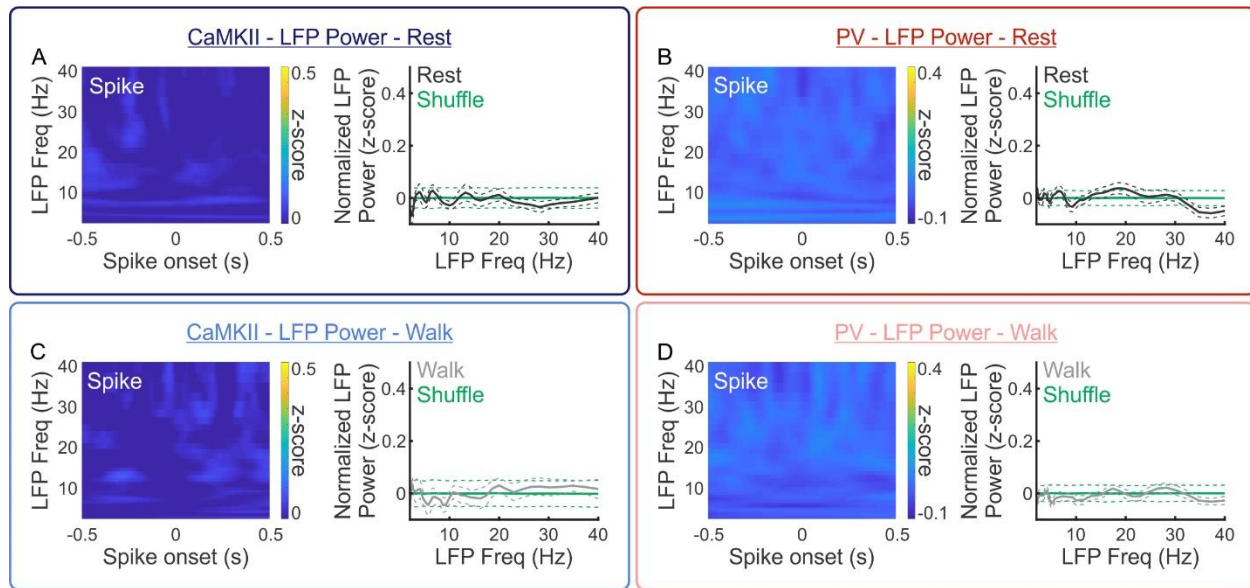 CaMKII - LFP Power - Rest
A
LFP Freq (Hz)
40
30
20
10
Spike
-0.5
0
0.5
Spike onset (s)
0.5
z-score
0
Normalized LFP
Power (z-score)
0.4
0.2
0
Rest
Shuffle
10
20
30
40
LFP Freq (Hz)
PV - LFP Power - Rest
B
LFP Freq (Hz)
40
30
20
10
Spike
-0.5
0
0.5
Spike onset (s)
0.4
z-score
-0.1
Normalized LFP
Power (z-score)
0.4
0.2
0
Rest
Shuffle
10
20
30
40
LFP Freq (Hz)
CaMKII - LFP Power - Walk
C
LFP Freq (Hz)
40
30
20
10
Spike
-0.5
0
0.5
Spike onset (s)
0.5
z-score
0
Normalized LFP
Power (z-score)
0.4
0.2
0
Walk
Shuffle
10
20
30
40
LFP Freq (Hz)
PV - LFP Power - Walk
D
LFP Freq (Hz)
40
30
20
10
Spike
-0.5
0
0.5
Spike onset (s)
0.4
z-score
-0.1
Normalized LFP
Power (z-score)
0.4
0.2
0
Walk
Shuffle
10
20
30
40
LFP Freq (Hz)